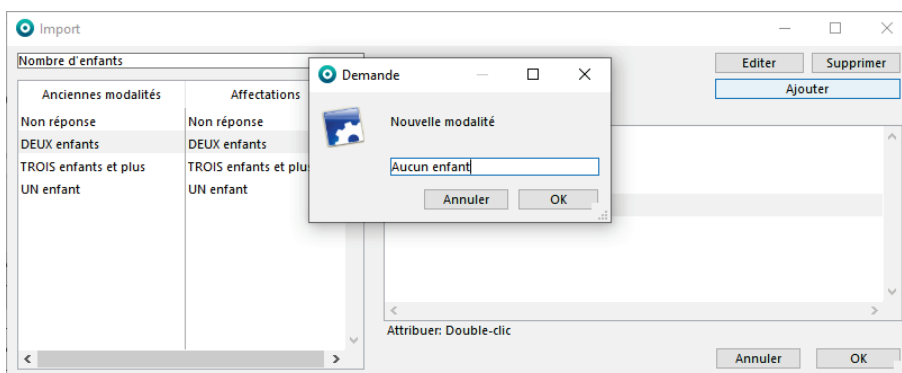 Import
Nombre d'enfants
Editer Supprimer
Ajouter
Anciennes modalités Affectations
Non réponse Non réponse
DEUX enfants DEUX enfants
TROIS enfants et plus TROIS enfants et plu
UN enfant UN enfant
Demande
Nouvelle modalité
Aucun enfant
Annuler OK
Attribuer: Double-clic
Annuler OK